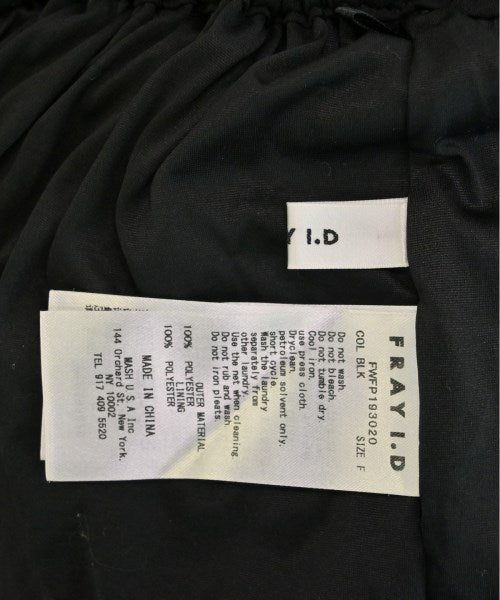 Y I.D
FRAY I.D
FWFP193020
COL BLK SIZE F
Do not wash.
Do not bleach.
Do not tumble dry.
Cool iron.
use press cloth.
Dryclean.
petroleum solvent only.
short cycle.
Wash the laundry
separately from
other laundry.
Use the net when cleaning
Do not rub and wash
Do not iron pleats
OUTER MATERIAL
100% POLYESTER
LINING
100% POLYESTER
MADE IN CHINA
MASH U S A Inc
144 Orchard St. New York.
NY 10002
TEL 617 409 5520